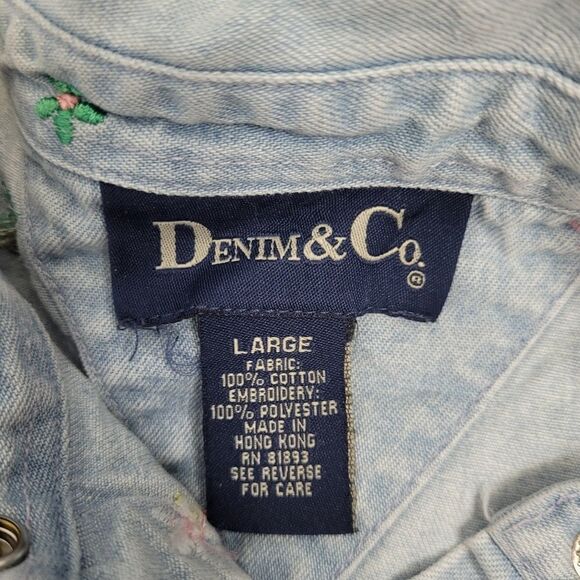 DENIM & CO.®
LARGE
FABRIC:
100% COTTON
EMBROIDERY:
100% POLYESTER
MADE IN
HONG KONG
RN 81893
SEE REVERSE
FOR CARE